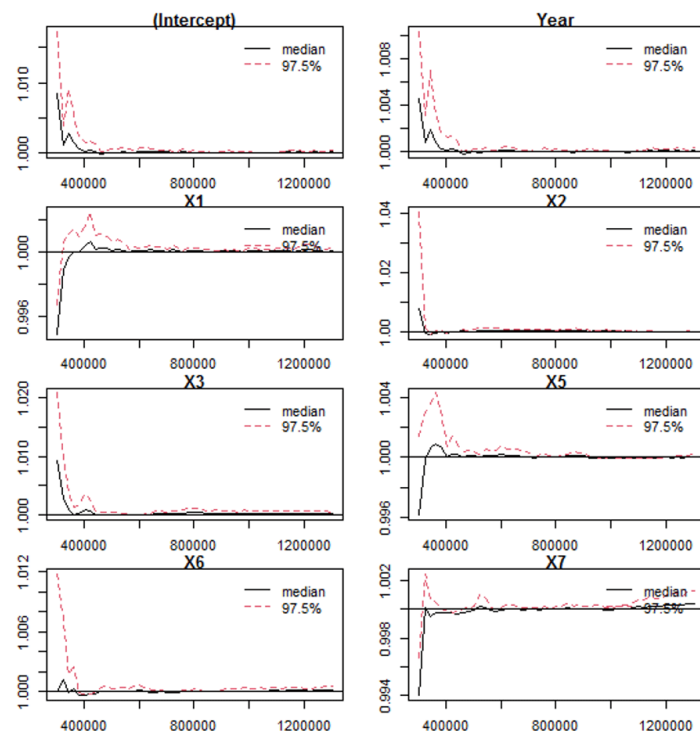 (Intercept)
1.000 1.010
median
97.5%
400000 800000 1200000
Year
1.000 1.004 1.008
median
97.5%
400000 800000 1200000
X1
0.996 1.000
median
97.5%
400000 800000 1200000
X2
1.00 1.02 1.04
median
97.5%
400000 800000 1200000
X3
1.000 1.010 1.020
median
97.5%
400000 800000 1200000
X5
0.996 1.000 1.004
median
97.5%
400000 800000 1200000
X6
1.000 1.006 1.012
median
97.5%
400000 800000 1200000
X7
0.994 0.998 1.002
median
97.5%
400000 800000 1200000